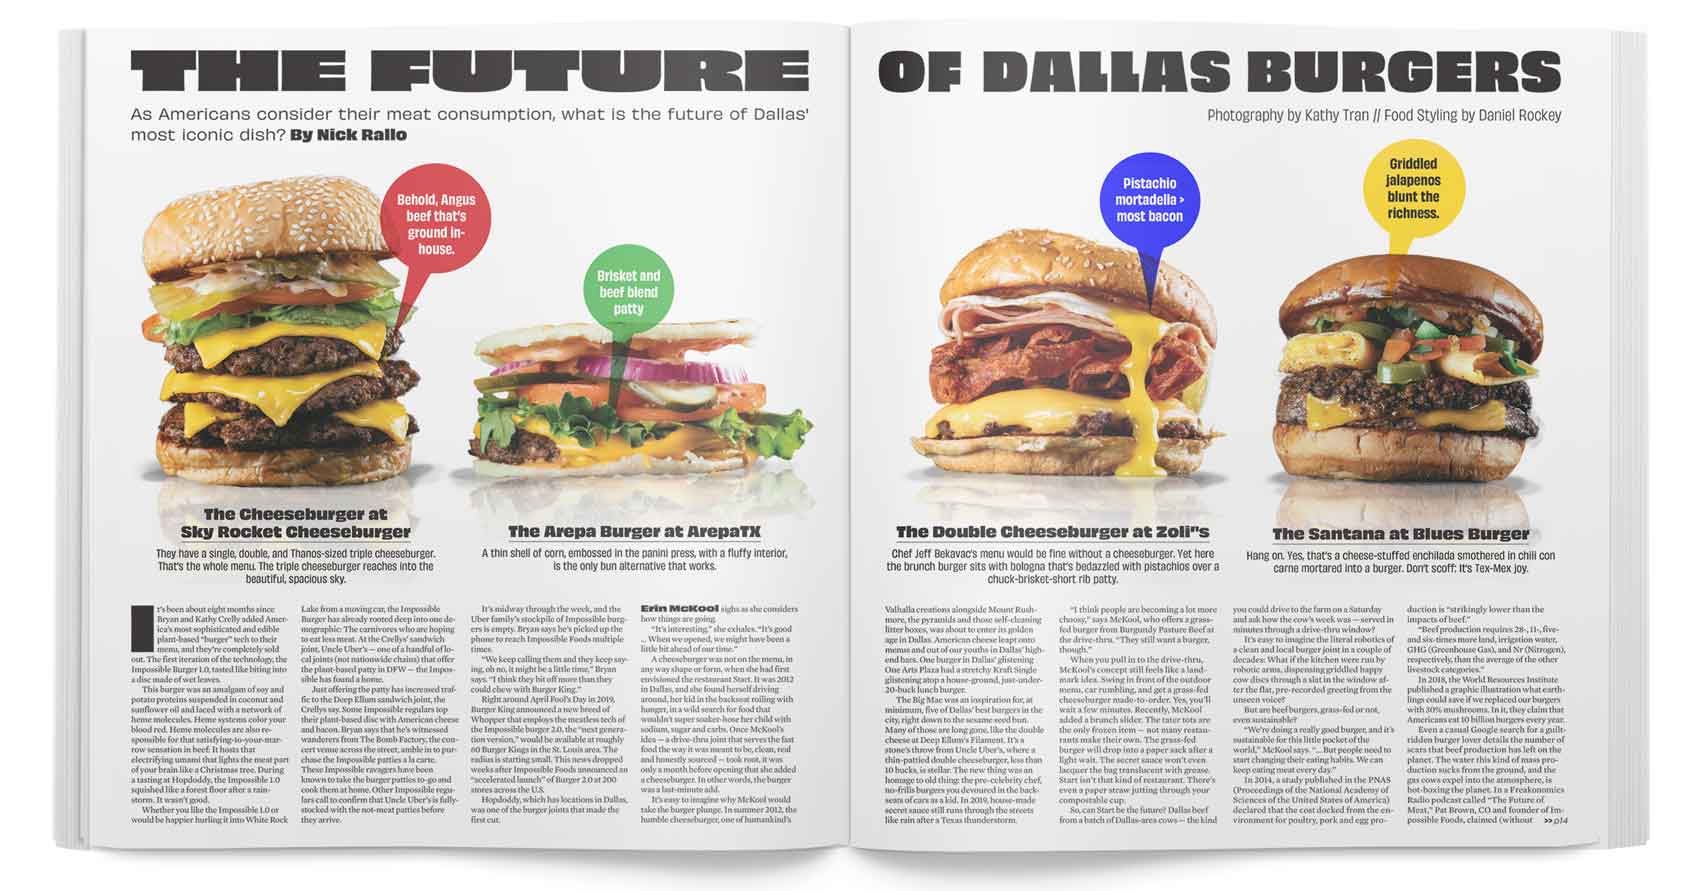 THE FUTURE
OF DALLAS BURGERS
As Americans consider their meat consumption, what is the future of Dallas'
most iconic dish? By Nick Rallo
Photography by Kathy Tran // Food Styling by Daniel Rockey
Behold, Angus
beef that's
ground in-
house.
Brisket and
beef blend
patty
Pistachio
mortadella >
most bacon
Griddled
jalapenos
blunt the
richness.
The Cheeseburger at
Sky Rocket Cheeseburger
They have a single, double, and Thanos-sized triple cheeseburger.
That's the whole menu. The triple cheeseburger reaches into the
beautiful, spacious sky.
The Arepa Burger at ArepaTX
A thin shell of corn, embossed in the panini press, with a fluffy interior,
is the only bun alternative that works.
The Double Cheeseburger at Zoli"s
Chef Jeff Bekavac's menu would be fine without a cheeseburger. Yet here
the brunch burger sits with bologna that's bedazzled with pistachios over a
chuck-brisket-short rib patty.
The Santana at Blues Burger
Hang on. Yes, that's a cheese-stuffed enchilada smothered in chili con
carne mortared into a burger. Don't scoff: It's Tex-Mex joy.
It's been about eight months since
Bryan and Kathy Crelly added Amer-
ica's most sophisticated and edible
plant-based "burger" tech to their
menu, and they're completely sold
out. The first iteration of the technology, the
Impossible Burger 1.0, tasted like biting into
a disc made of wet leaves.
This burger was an amalgam of soy and
potato proteins suspended in coconut and
sunflower oil and laced with a network of
heme molecules. Heme systems color your
blood red. Heme molecules are also re-
sponsible for that satisfying-to-your-mar-
row sensation in beef: It hosts that
electrifying umami that lights the meat part
of your brain like a Christmas tree. During
a tasting at Hopdoddy, the Impossible 1.0
squished like a forest floor after a rain-
storm. It wasn't good.
Whether you like the Impossible 1.0 or
would be happier hurling it into White Rock
Lake from a moving car, the Impossible
Burger has already rooted deep into one de-
mographic: The carnivores who are hoping
to eat less meat. At the Crellys' sandwich
joint, Uncle Uber's — one of a handful of lo-
cal joints (not nationwide chains) that offer
the plant-based patty in DFW — the Impos-
sible has found a home.
Just offering the patty has increased traf-
fic to the Deep Ellum sandwich joint, the
Crellys say. Some Impossible regulars top
their plant-based disc with American cheese
and bacon. Bryan says that he's witnessed
wanderers from The Bomb Factory, the con-
cert venue across the street, amble in to pur-
chase the Impossible patties a la carte.
These Impossible ravagers have been
known to take the burger patties to-go and
cook them at home. Other Impossible regu-
lars call to confirm that Uncle Uber's is fully-
stocked with the not-meat patties before
they arrive.
It's midway through the week, and the
Uber family's stockpile of Impossible burg-
ers is empty. Bryan says he's picked up the
phone to reach Impossible Foods multiple
times.
"We keep calling them and they keep say-
ing, 'oh no, it might be a little time,'" Bryan
says. "I think they bit off more than they
could chew with Burger King."
Right around April Fool's Day in 2019,
Burger King announced a new breed of
Whopper that employs the meatless tech of
the Impossible burger 2.0, the "next genera-
tion version," would be available at roughly
60 Burger Kings in the St. Louis area. The
radius is starting small. This news dropped
weeks after Impossible Foods announced an
"accelerated launch" of Burger 2.0 at 200
stores across the U.S.
Hopdoddy, which has locations in Dallas,
was one of the burger joints that made the
first cut.
Erin McKool sighs as she considers
how things are going.
"It's interesting," she exhales. "It's good
... When we opened, we might have been a
little bit ahead of our time."
A cheeseburger was not on the menu, in
any way shape or form, when she had first
envisioned the restaurant Start. It was 2012
in Dallas, and she found herself driving
around, her kid in the backseat roiling with
hunger, in a wild search for food that
wouldn't super soaker-hose her child with
sodium, sugar and carbs. Once McKool's
idea — a drive-thru joint that serves the fast
food the way it was meant to be, clean, real
and honestly sourced — took root, it was
only a month before opening that she added
a cheeseburger. In other words, the burger
was a last-minute add.
It's easy to imagine why McKool would
take the burger plunge. In summer 2012, the
humble cheeseburger, one of humankind's
Valhalla creations alongside Mount Rush-
more, the pyramids and those self-cleaning
litter boxes, was about to enter its golden
age in Dallas. American cheese leapt onto
menus and out of our youths in Dallas' high-
end bars. One burger in Dallas' glistening
One Arts Plaza had a stretchy Kraft Single
glistening atop a house-ground, just-under-
20-buck lunch burger.
The Big Mac was an inspiration for, at
minimum, five of Dallas' best burgers in the
city, right down to the sesame seed bun.
Many of those are long gone, like the double
cheese at Deep Ellum's Filament. It's a
stone's throw from Uncle Uber's, where a
thin-pattied double cheeseburger, less than
10 bucks, is stellar. The new thing was an
homage to old thing: the pre-celebrity chef,
no-frills burgers you devoured in the back-
seats of cars as a kid. In 2019, house-made
secret sauce still runs through the streets
like rain after a Texas thunderstorm.
"I think people are becoming a lot more
choosy," says McKool, who offers a grass-
fed burger from Burgundy Pasture Beef at
the drive-thru. "They still want a burger,
though."
When you pull in to the drive-thru,
McKool's concept still feels like a land-
mark idea. Swing in front of the outdoor
menu, car rumbling, and get a grass-fed
cheeseburger made-to-order. Yes, you'll
wait a few minutes. Recently, McKool
added a brunch slider. The tater tots are
the only frozen item — not many restau-
rants make their own. The grass-fed
burger will drop into a paper sack after a
light wait. The secret sauce won't even
lacquer the bag translucent with grease.
Start isn't that kind of restaurant. There's
even a paper straw jutting through your
compostable cup.
So, can Start be the future? Dallas beef
from a batch of Dallas-area cows — the kind
you could drive to the farm on a Saturday
and ask how the cow's week was — served in
minutes through a drive-thru window?
It's easy to imagine the literal robotics of
a clean and local burger joint in a couple of
decades: What if the kitchen were run by
robotic arms, dispensing griddled happy
cow discs through a slat in the window af-
ter the flat, pre-recorded greeting from the
unseen voice?
But are beef burgers, grass-fed or not,
even sustainable?
"We're doing a really good burger, and it's
sustainable for this little pocket of the
world," McKool says. "... But people need to
start changing their eating habits. We can
keep eating meat every day."
In 2014, a study published in the PNAS
(Proceedings of the National Academy of
Sciences of the United States of America)
declared that the cost docked from the en-
vironment for poultry, pork and egg pro-
duction is "strikingly lower than the
impacts of beef."
"Beef production requires 28-, 11-, five-
and six-times more land, irrigation water,
GHG (Greenhouse Gas), and Nr (Nitrogen),
respectively, than the average of the other
livestock categories."
In 2018, the World Resources Institute
published a graphic illustration what earth-
lings could save if we replaced our burgers
with 30% mushrooms. In it, they claim that
Americans eat 10 billion burgers every year.
Even a casual Google search for a guilt-
ridden burger lover details the number of
scars that beef production has left on the
planet. The water this kind of mass pro-
duction sucks from the ground, and the
gas cows expel into the atmosphere, is
hot-boxing the planet. In a Freakonomics
Radio podcast called "The Future of
Meat," Pat Brown, CO and founder of Im-
possible Foods, claimed (without >> p14